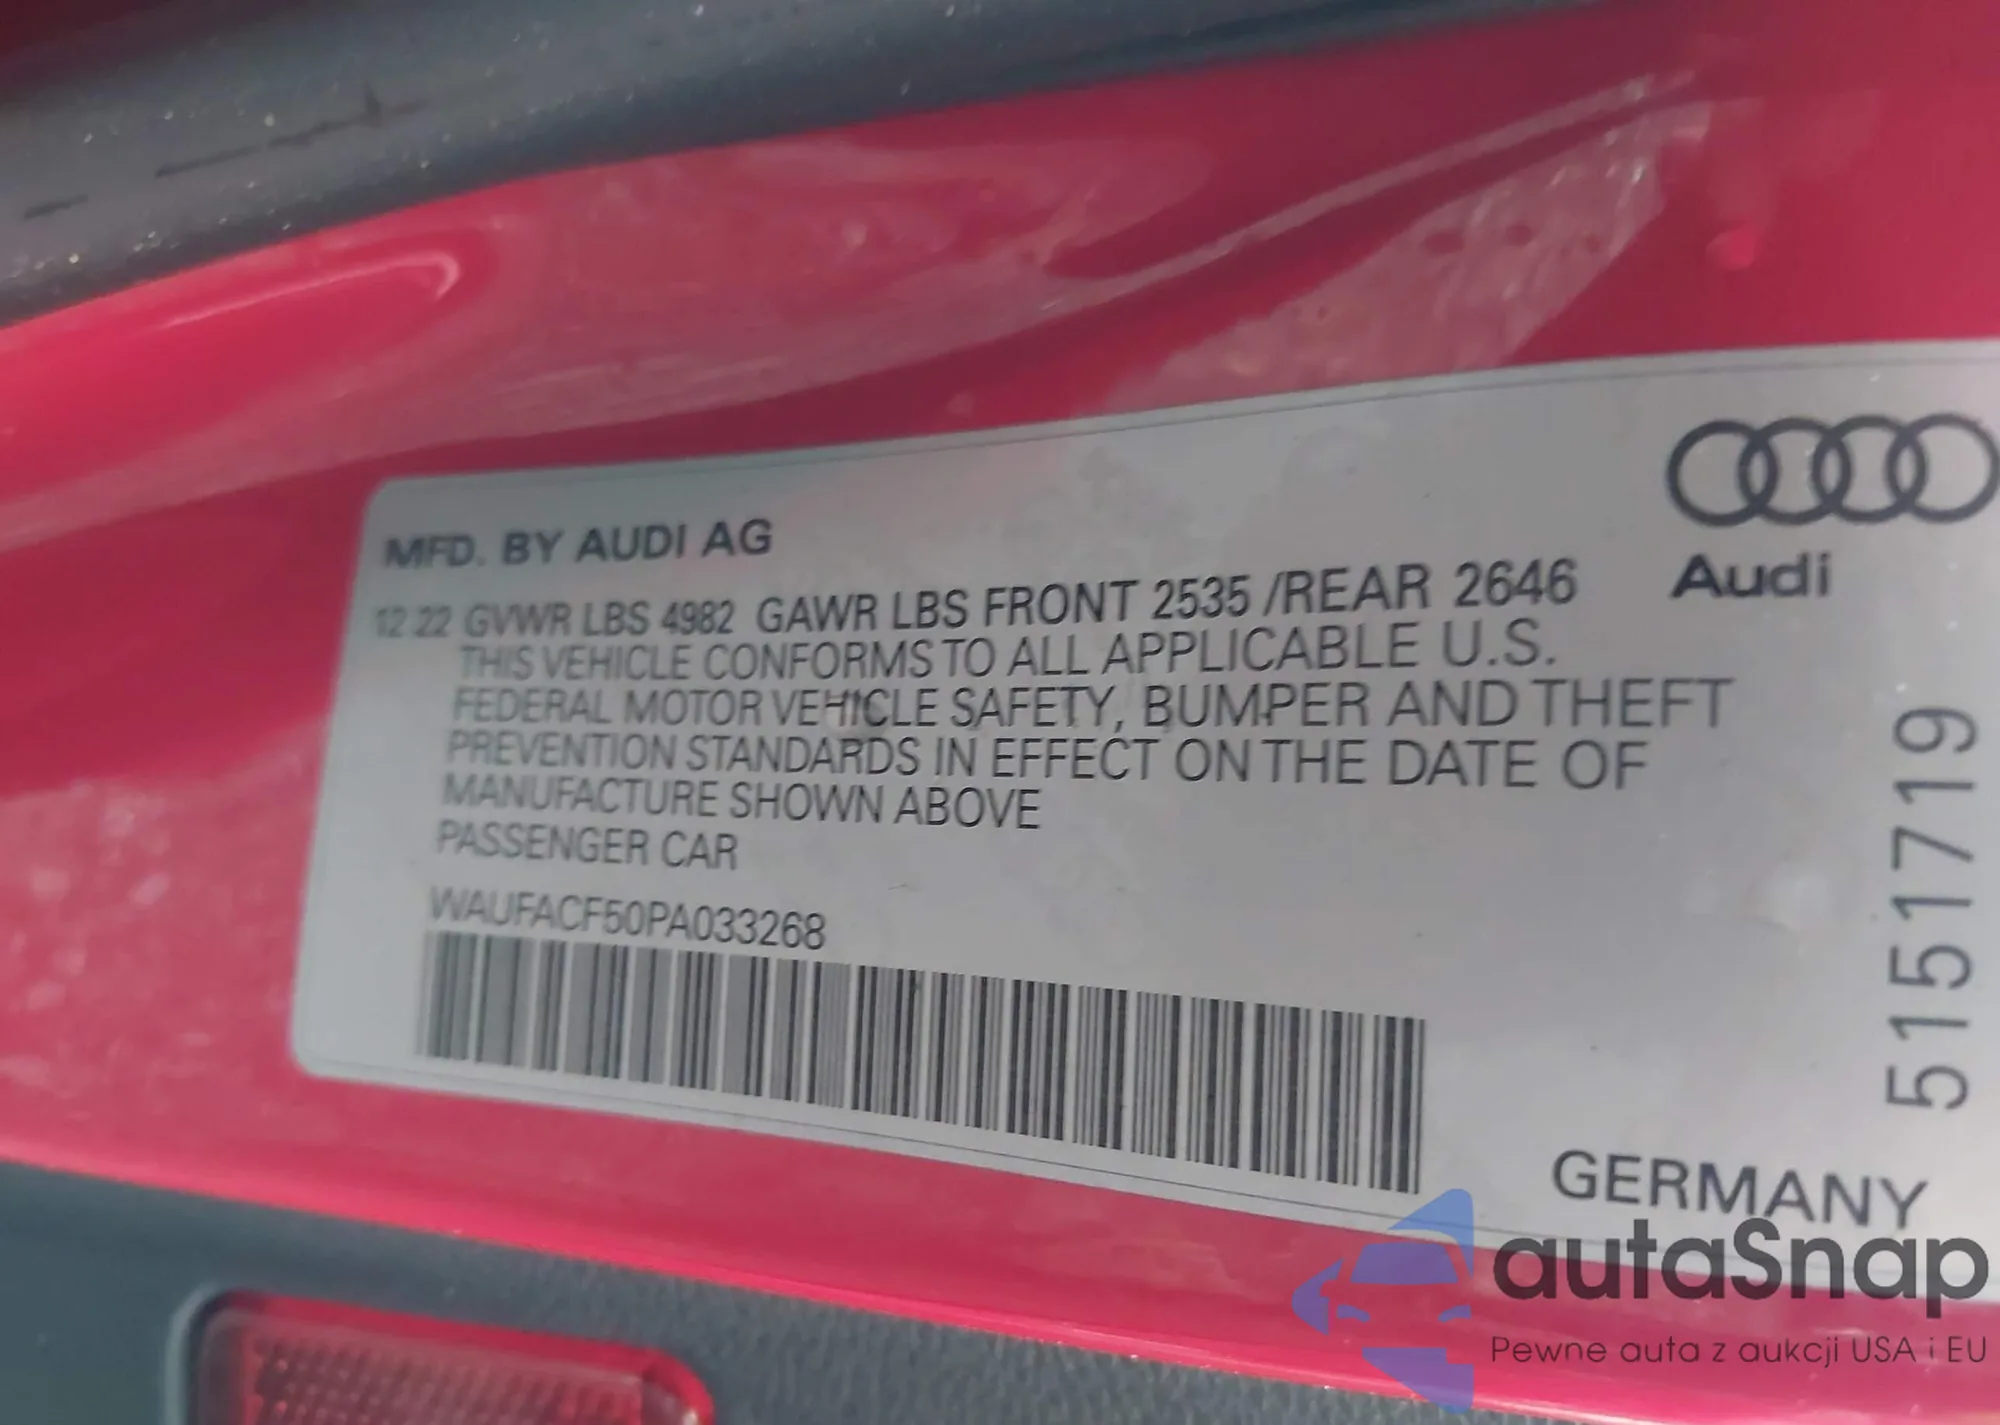 MFD. BY AUDI AG
12 22 GVWR LBS 4982 GAWR LBS FRONT 2535 /REAR 2646
THIS VEHICLE CONFORMS TO ALL APPLICABLE U.S.
FEDERAL MOTOR VEHICLE SAFETY, BUMPER AND THEFT
PREVENTION STANDARDS IN EFFECT ON THE DATE OF
MANUFACTURE SHOWN ABOVE
PASSENGER CAR
WAUFACF50PA033268
Audi
5151719
GERMANY
autaSnap
Pewne auta z aukcji USA i EU